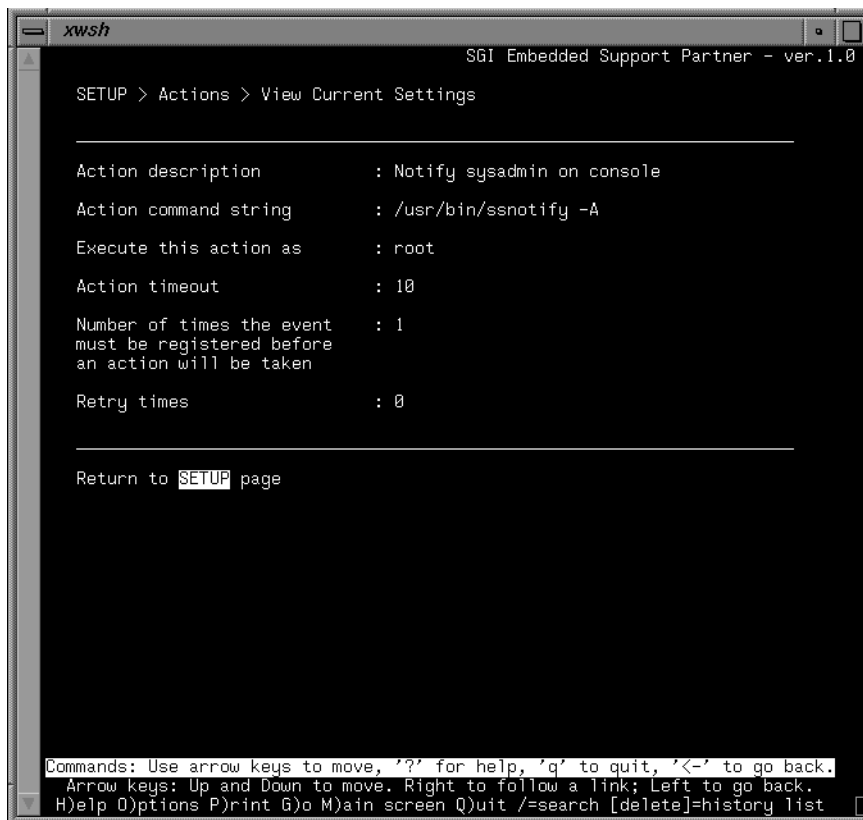 xwsh
SGI Embedded Support Partner - ver.1.0
SETUP > Actions > View Current Settings
Action description : Notify sysadmin on console
Action command string : /usr/bin/ssnotify -A
Execute this action as : root
Action timeout : 10
Number of times the event : 1
must be registered before
an action will be taken
Retry times : 0
Return to SETUP page
Commands: Use arrow keys to move, '?' for help, 'q' to quit, '<-' to go back.
Arrow keys: Up and Down to move. Right to follow a link; Left to go back.
H)elp O)ptions P)rint G)o M)ain screen Q)uit /=search [delete]=history list